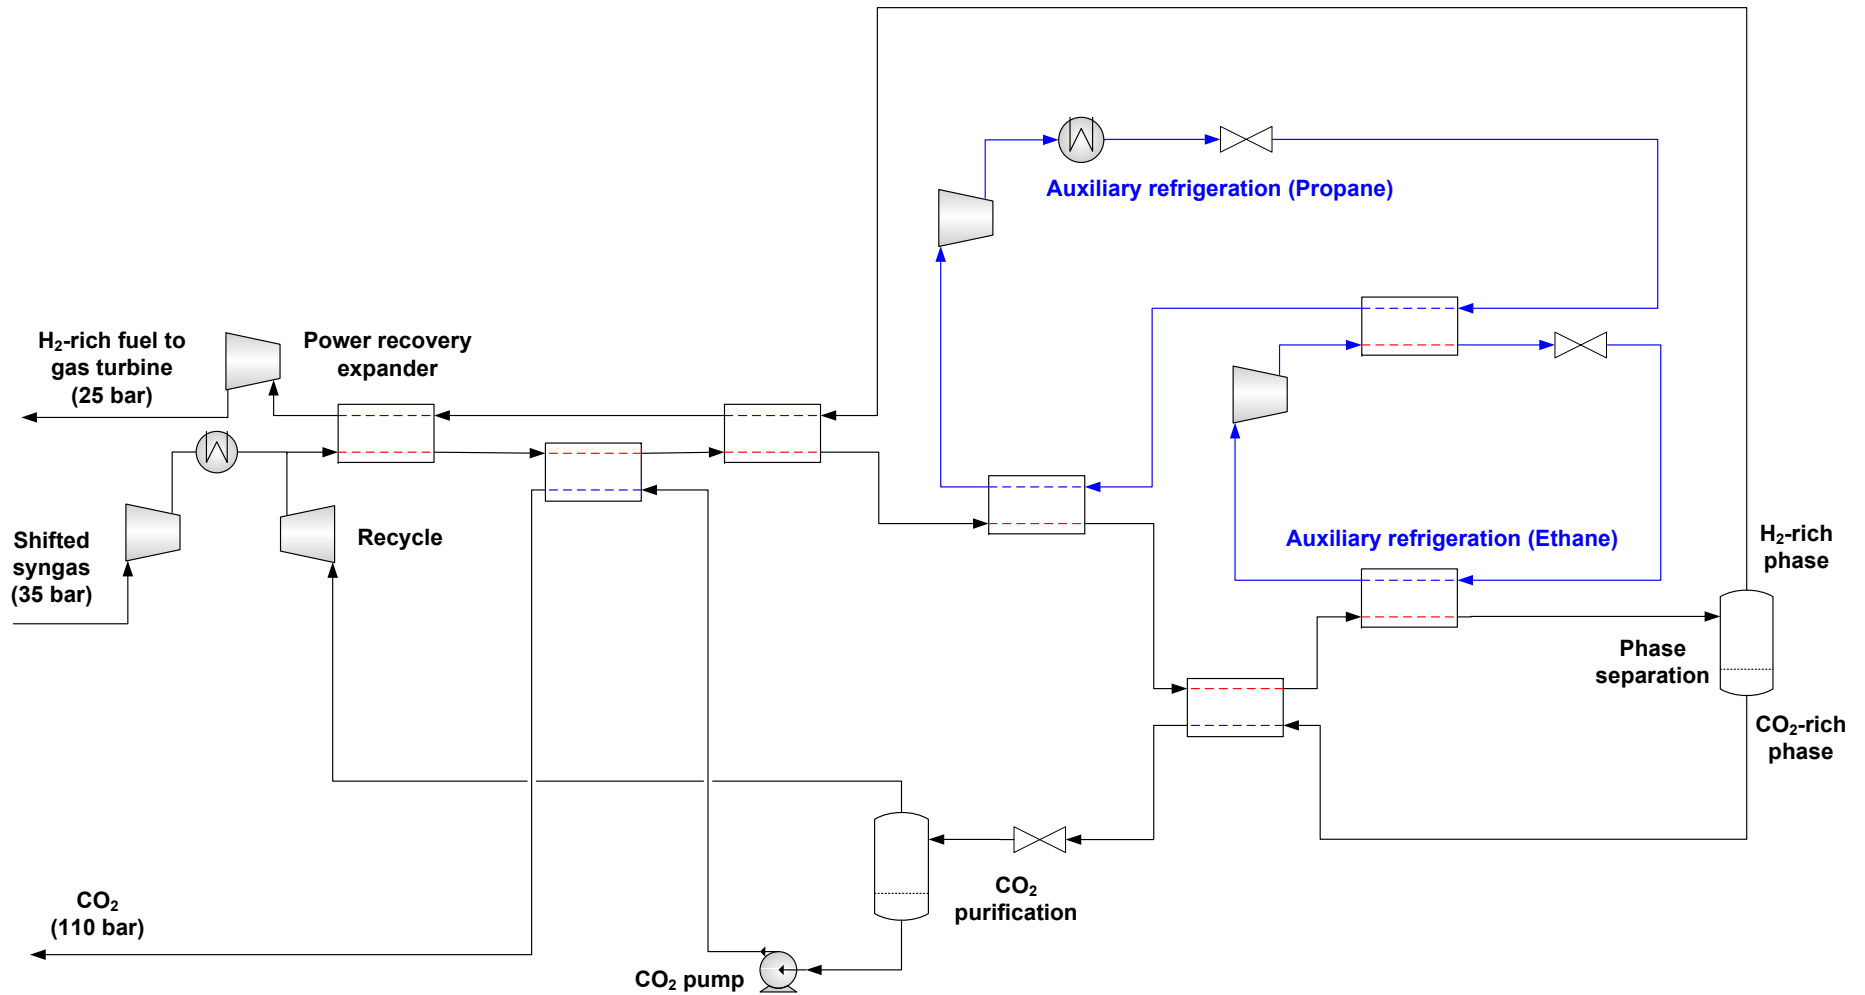 Auxiliary refrigeration (Propane)
H₂-rich fuel to
gas turbine
(25 bar)
Power recovery
expander
Shifted
syngas
(35 bar)
Recycle
Auxiliary refrigeration (Ethane)
H₂-rich
phase
Phase
separation
CO₂-rich
phase
CO₂
purification
CO₂
(110 bar)
CO₂ pump